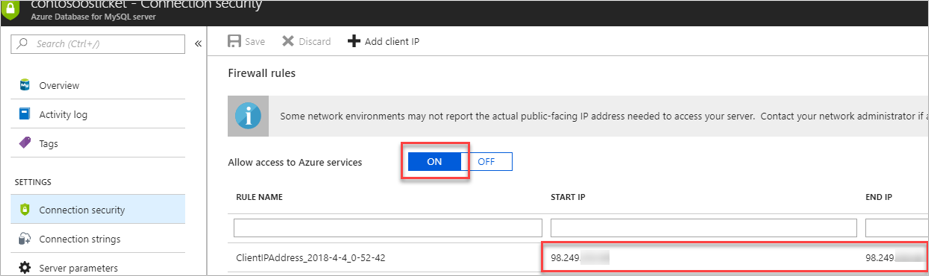 contosoosticket - Connection security
Azure Database for MySQL server
Search (Ctrl+/)
«
Save
Discard
Add client IP
Overview
Activity log
Tags
SETTINGS
Connection security
Connection strings
Server parameters
Firewall rules
Some network environments may not report the actual public-facing IP address needed to access your server. Contact your network administrator if
Allow access to Azure services
ON
OFF
RULE NAME
START IP
END IP
ClientIPAddress_2018-4-4_0-52-42
98.249
98.249